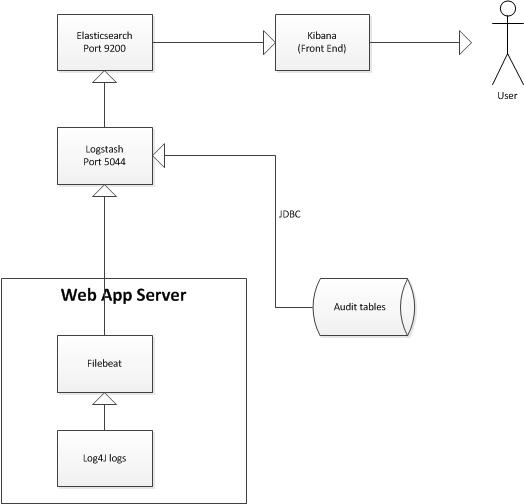 Elasticsearch
Port 9200
Kibana
(Front End)
User
Logstash
Port 5044
JDBC
Web App Server
Audit tables
Filebeat
Log4J logs